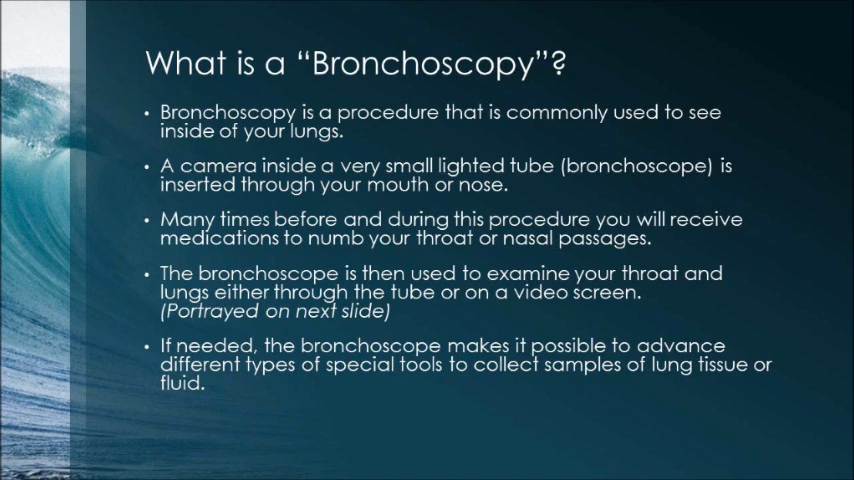 What is a “Bronchoscopy”?
• Bronchoscopy is a procedure that is commonly used to see
inside of your lungs.
• A camera inside a very small lighted tube (bronchoscope) is
inserted through your mouth or nose.
• Many times before and during this procedure you will receive
medications to numb your throat or nasal passages.
• The bronchoscope is then used to examine your throat and
lungs either through the tube or on a video screen.
(Portrayed on next slide)
• If needed, the bronchoscope makes it possible to advance
different types of special tools to collect samples of lung tissue or
fluid.